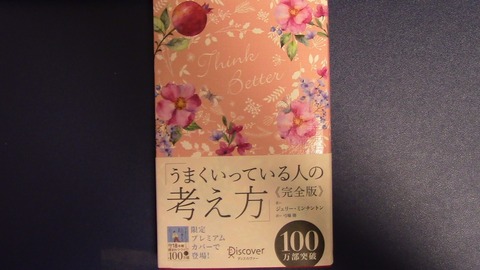 Think
Better
「うまくいっている人の
考え方」
《完全版》
ジェリー・ミンチントン
限定
プレミアム
カバーで
登場!!
Discover
100
万部突破